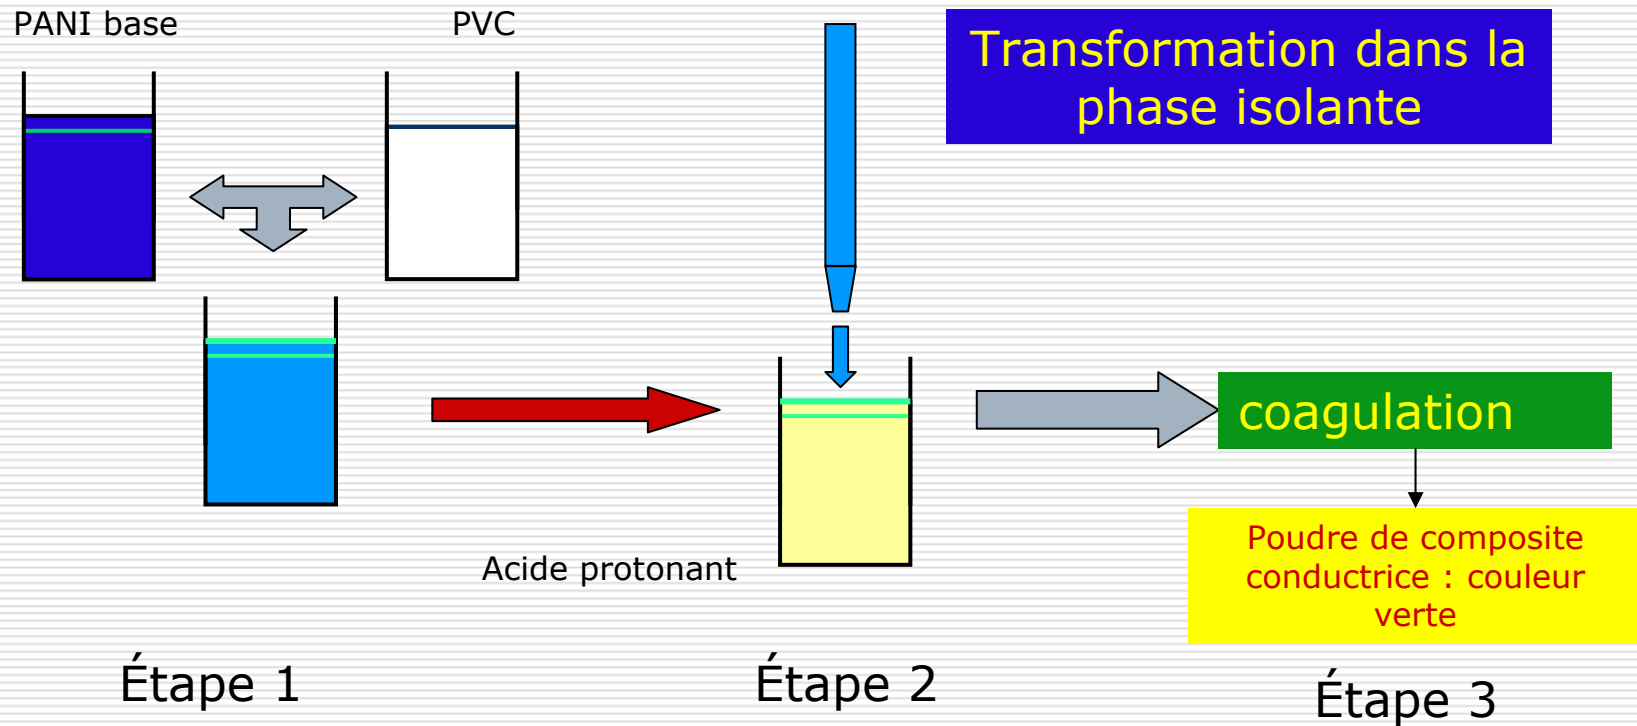 PANI base
PVC
Transformation dans la
phase isolante
coagulation
Acide protonant
Poudre de composite
conductrice : couleur
verte
Étape 1
Étape 2
Étape 3